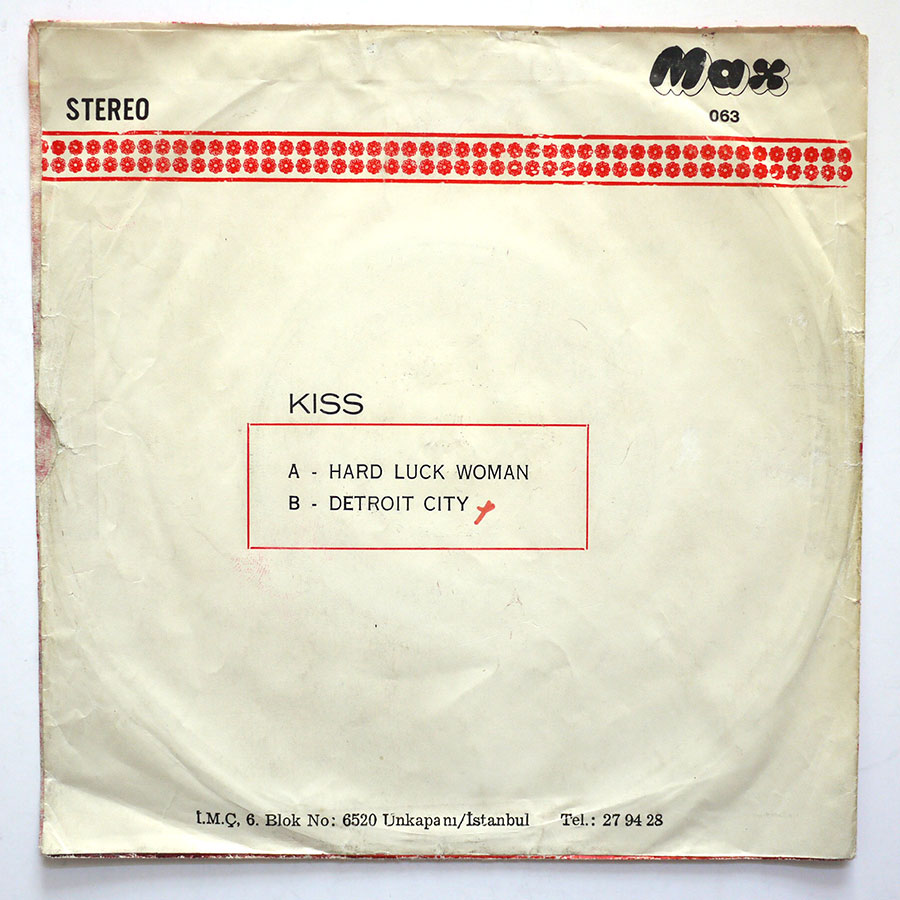 Max
STEREO
063
KISS
A - HARD LUCK WOMAN
B - DETROIT CITY
İ.M.Ç, 6. Blok No: 6520 Unkapanı/İstanbul Tel.: 27 94 28